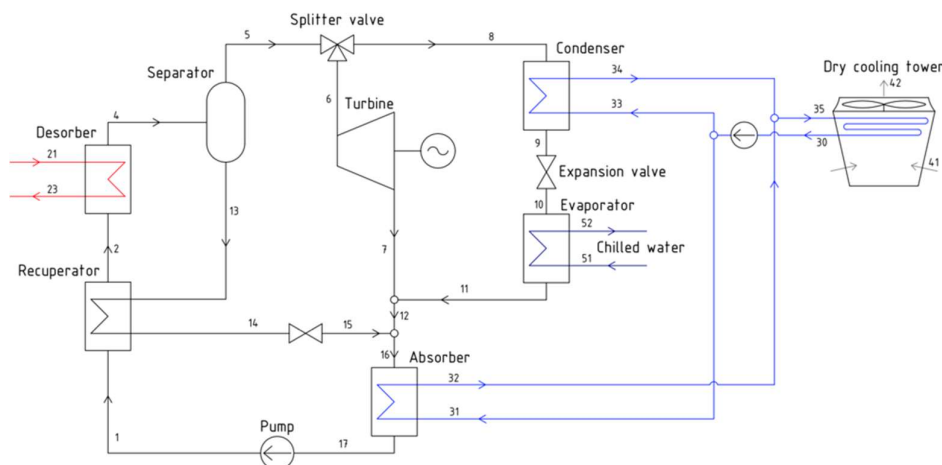 Splitter valve
5
8
Condenser
34
Dry cooling tower
42
Separator
6
Turbine
33
35
30
4
Desorber
9
21
Expansion valve
41
23
13
10
Evaporator
52
2
7
Chilled water
51
Recuperator
11
12
14
15
16
Absorber
32
31
Pump
1
17